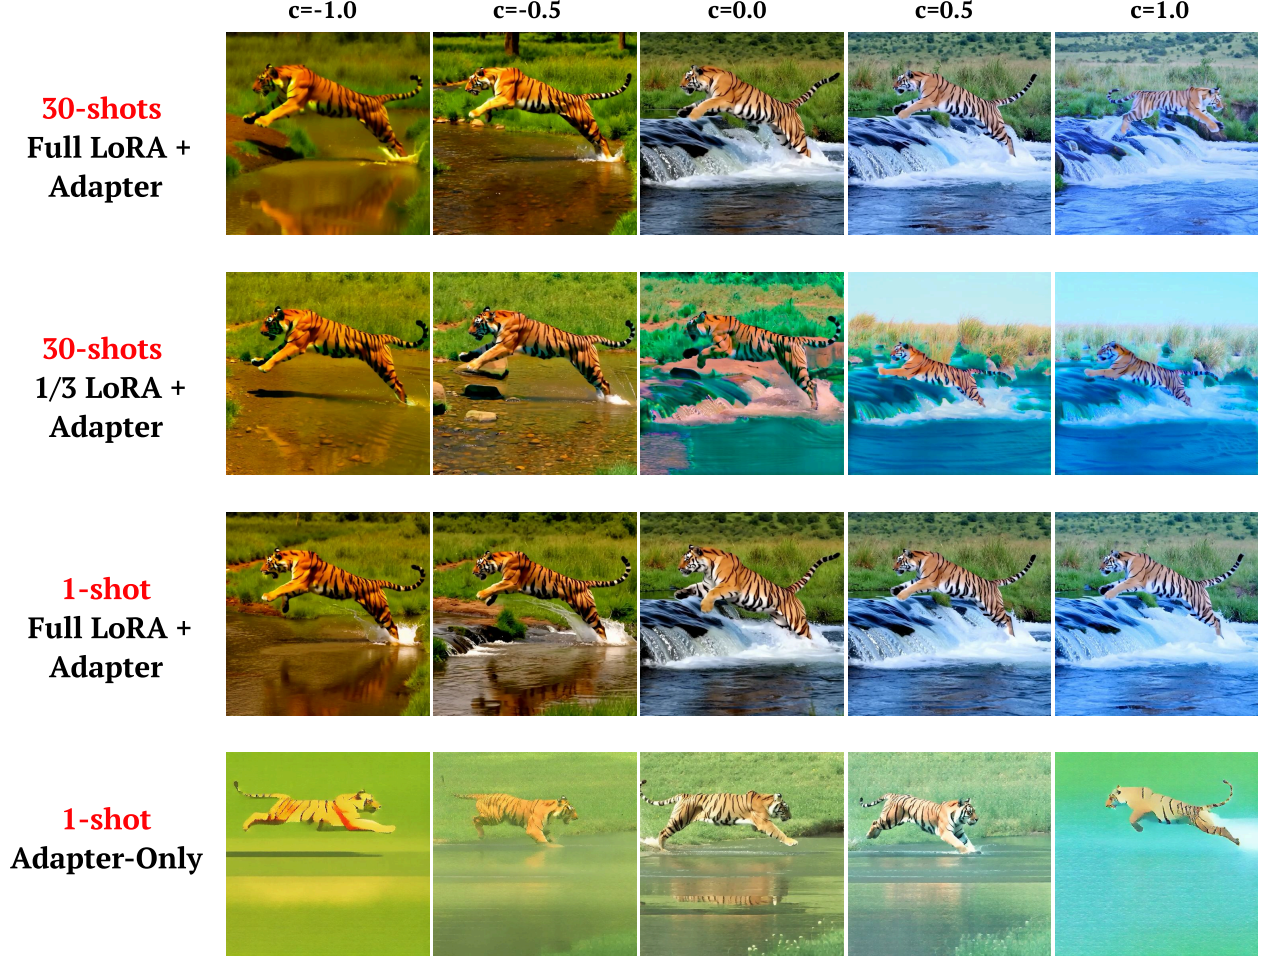 c=-1.0 c=-0.5 c=0.0 c=0.5 c=1.0
30-shots
Full LoRA +
Adapter
30-shots
1/3 LoRA +
Adapter
1-shot
Full LoRA +
Adapter
1-shot
Adapter-Only